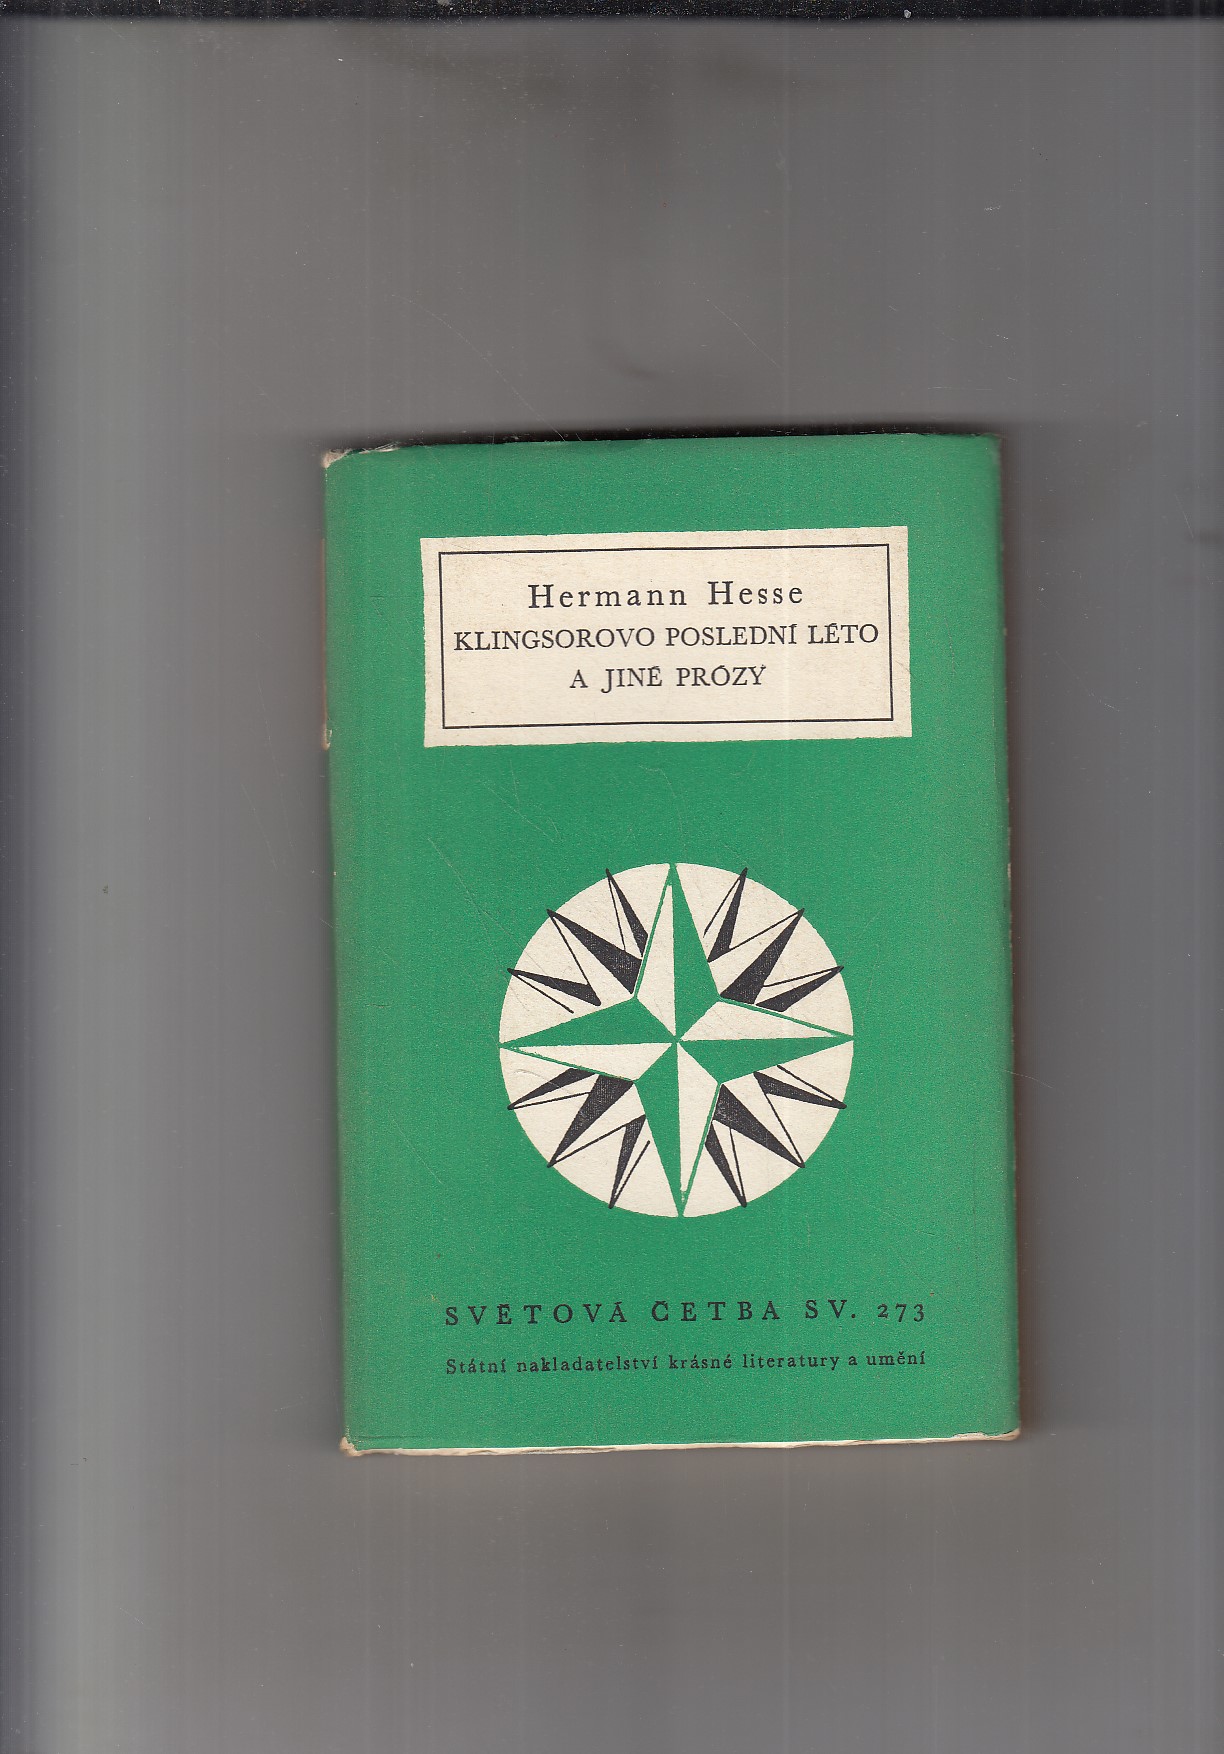 Hermann Hesse
KLINGSOROVO POSLEDNÍ LÉTO
A JINÉ PRÓZY
SVĚTOVÁ ČETBA SV. 273
Státní nakladatelství krásné literatury a umění